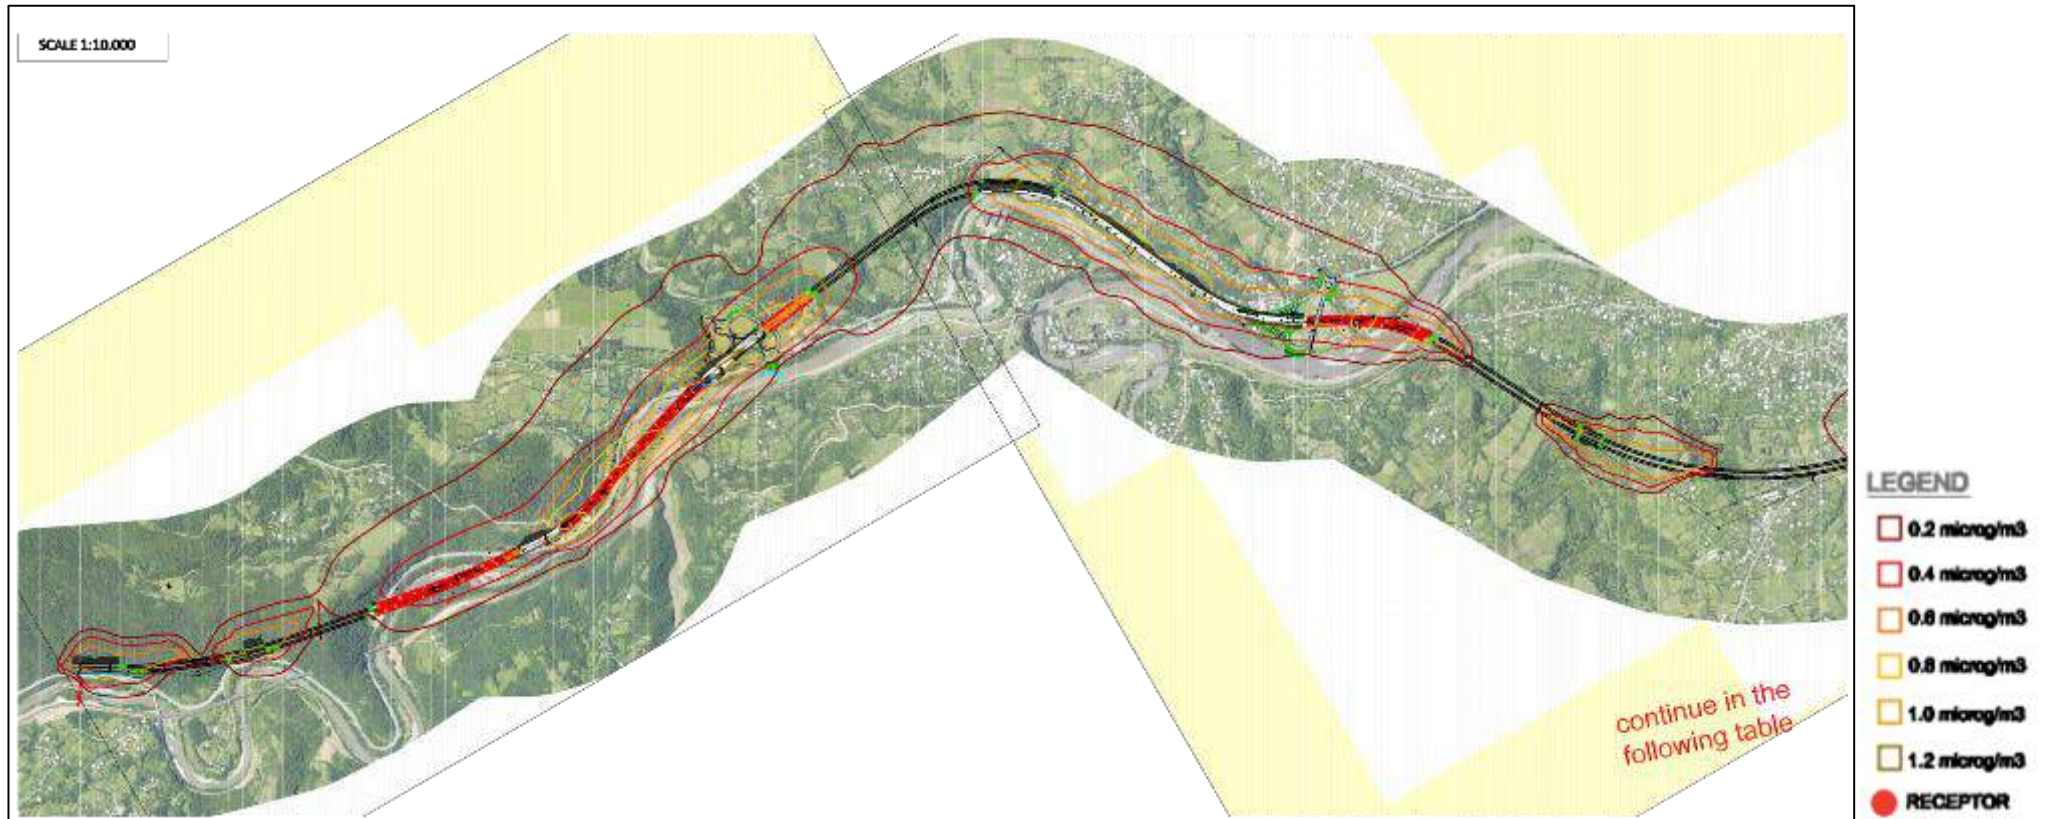 SCALE 1:10.000
continue in the
following table
LEGEND
0.2 microg/m3
0.4 microg/m3
0.6 microg/m3
0.8 microg/m3
1.0 microg/m3
1.2 microg/m3
RECEPTOR